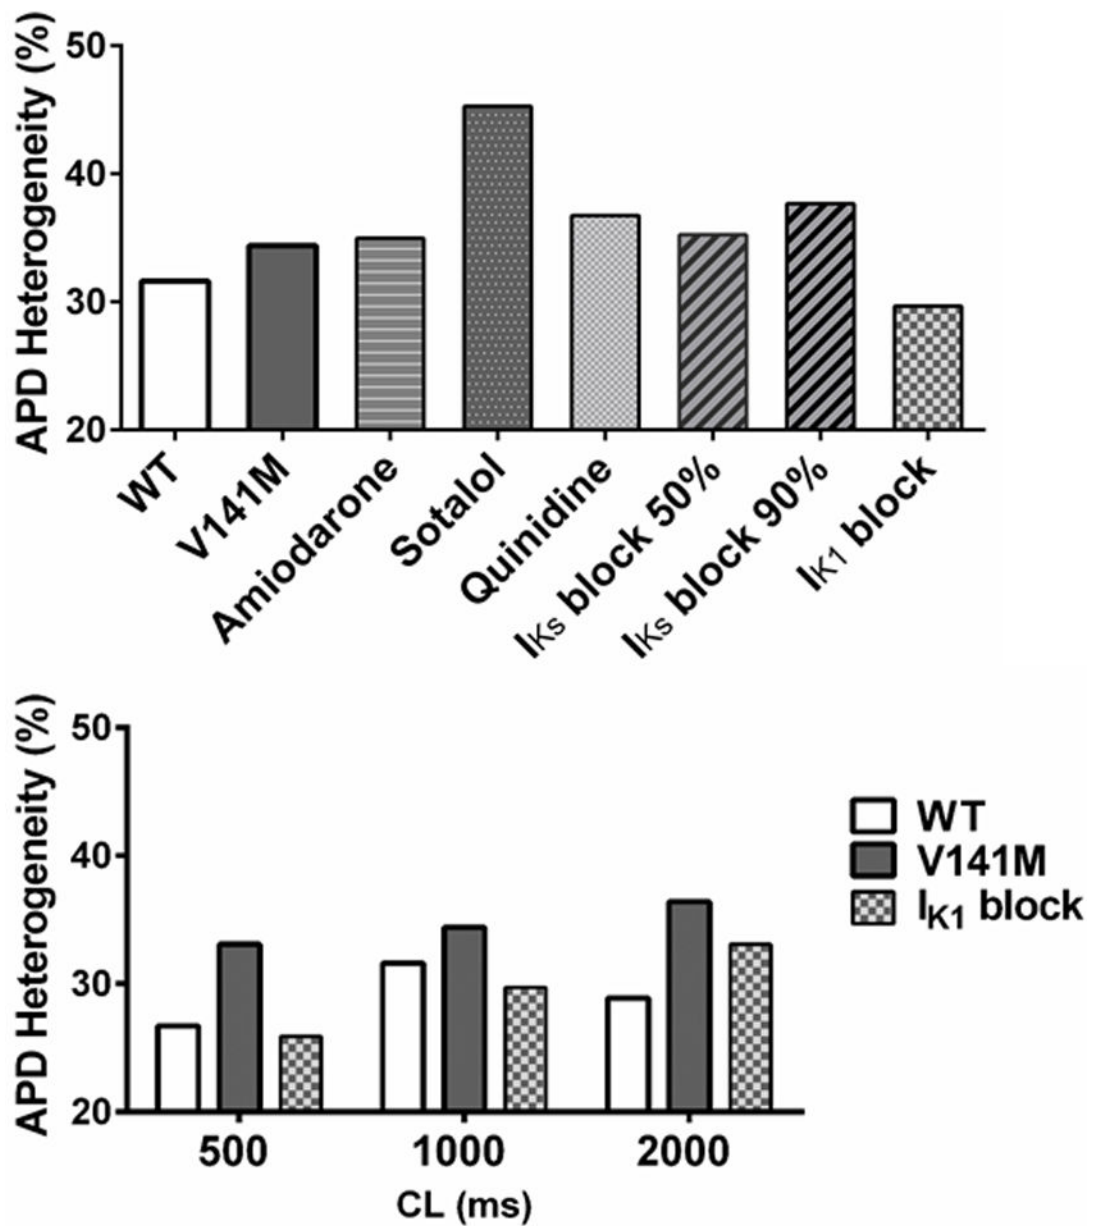 APD Heterogeneity (%)
50
40
30
20
WT
V141M
Amiodarone
Sotalol
Quinidine
IKs block 50%
IKs block 90%
IK1 block
APD Heterogeneity (%)
50
40
30
20
500
1000
2000
CL (ms)
WT
V141M
IK1 block